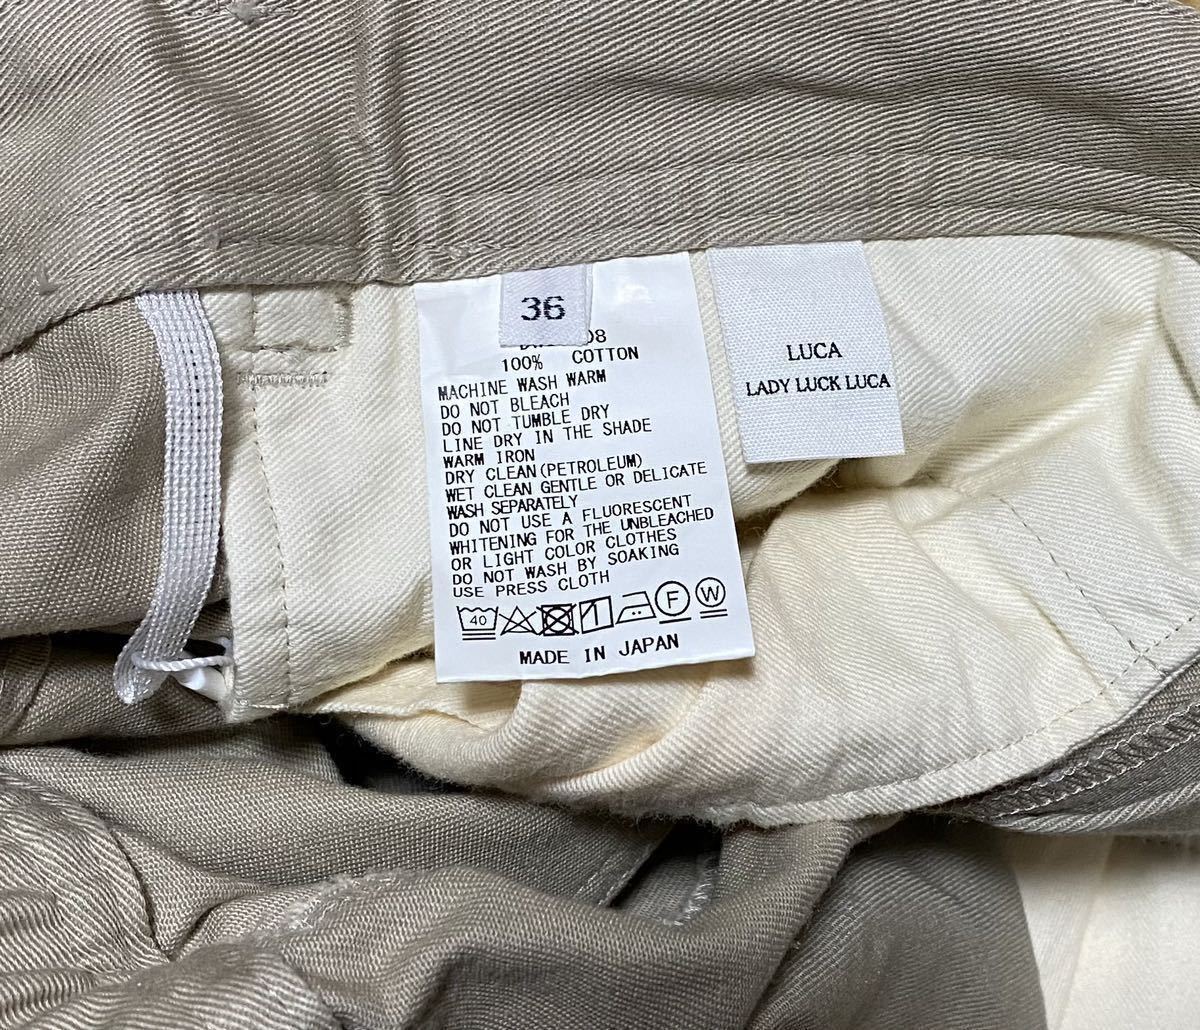 36
08
100% COTTON
MACHINE WASH WARM
DO NOT BLEACH
DO NOT TUMBLE DRY
LINE DRY IN THE SHADE
WARM IRON
DRY CLEAN(PETROLEUM)
WET CLEAN GENTLE OR DELICATE
WASH SEPARATELY
DO NOT USE A FLUORESCENT
WHITENING FOR THE UNBLEACHED
OR LIGHT COLOR CLOTHES
DO NOT WASH BY SOAKING
USE PRESS CLOTH
40 F W
MADE IN JAPAN
LUCA
LADY LUCK LUCA